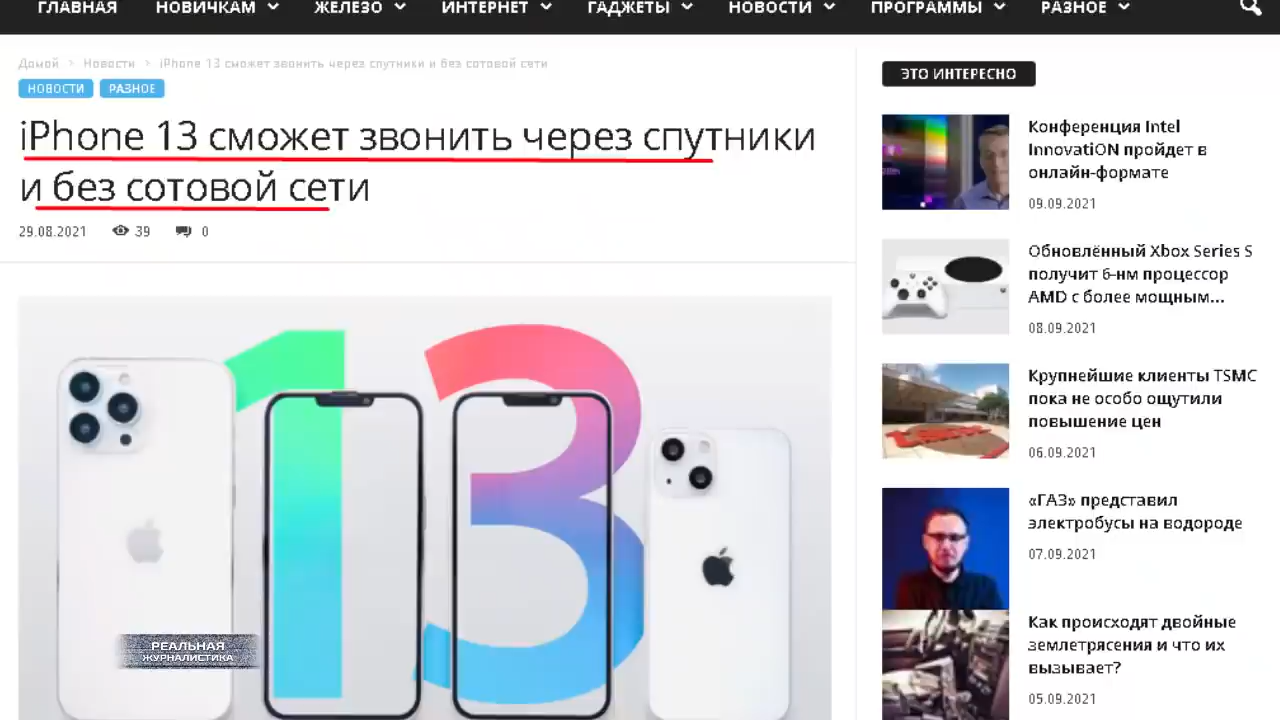 ГЛАВНАЯ НОВИЧКАМ ЖЕЛЕЗО ИНТЕРНЕТ ГАДЖЕТЫ НОВОСТИ ПРОГРАММЫ РАЗНОЕ
Домой > Новости > iPhone 13 сможет звонить через спутники и без сотовой сети
НОВОСТИ РАЗНОЕ
iPhone 13 сможет звонить через спутники
и без сотовой сети
29.08.2021 39 0
13
РЕАЛЬНАЯ
ЖУРНАЛИСТИКА
ЭТО ИНТЕРЕСНО
Конференция Intel
InnovatiON пройдет в
онлайн-формате
09.09.2021
Обновлённый Xbox Series S
получит 6-нм процессор
AMD с более мощным...
08.09.2021
Крупнейшие клиенты TSMC
пока не особо ощутили
повышение цен
06.09.2021
«ГАЗ» представил
электробусы на водороде
07.09.2021
Как происходят двойные
землетрясения и что их
вызывает?
05.09.2021